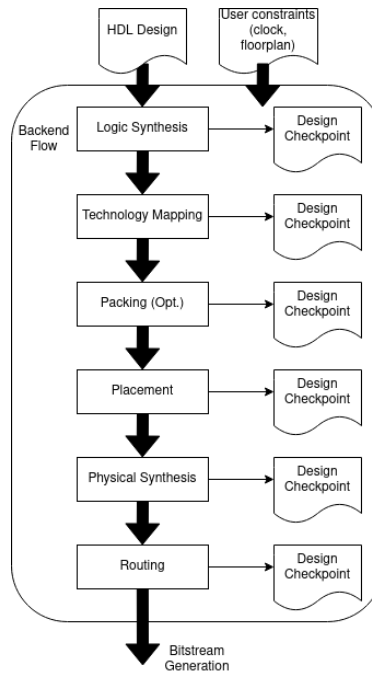 HDL Design
User constraints
(clock,
floorplan)
Backend
Flow
Logic Synthesis
Design
Checkpoint
Technology Mapping
Design
Checkpoint
Packing (Opt.)
Design
Checkpoint
Placement
Design
Checkpoint
Physical Synthesis
Design
Checkpoint
Routing
Design
Checkpoint
Bitstream
Generation